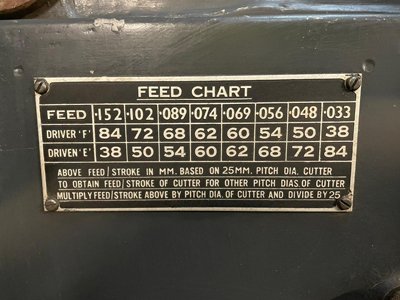 FEED CHART
FEED .152 .102 .089 .074 .069 .056 .048 .033
DRIVER 'F' 84 72 68 62 60 54 50 38
DRIVEN 'E' 38 50 54 60 62 68 72 84
ABOVE FEED/STROKE IN MM. BASED ON 25MM. PITCH DIA. CUTTER
TO OBTAIN FEED/STROKE OF CUTTER FOR OTHER PITCH DIAS. OF CUTTER
MULTIPLY FEED/STROKE ABOVE BY PITCH DIA. OF CUTTER AND DIVIDE BY 25